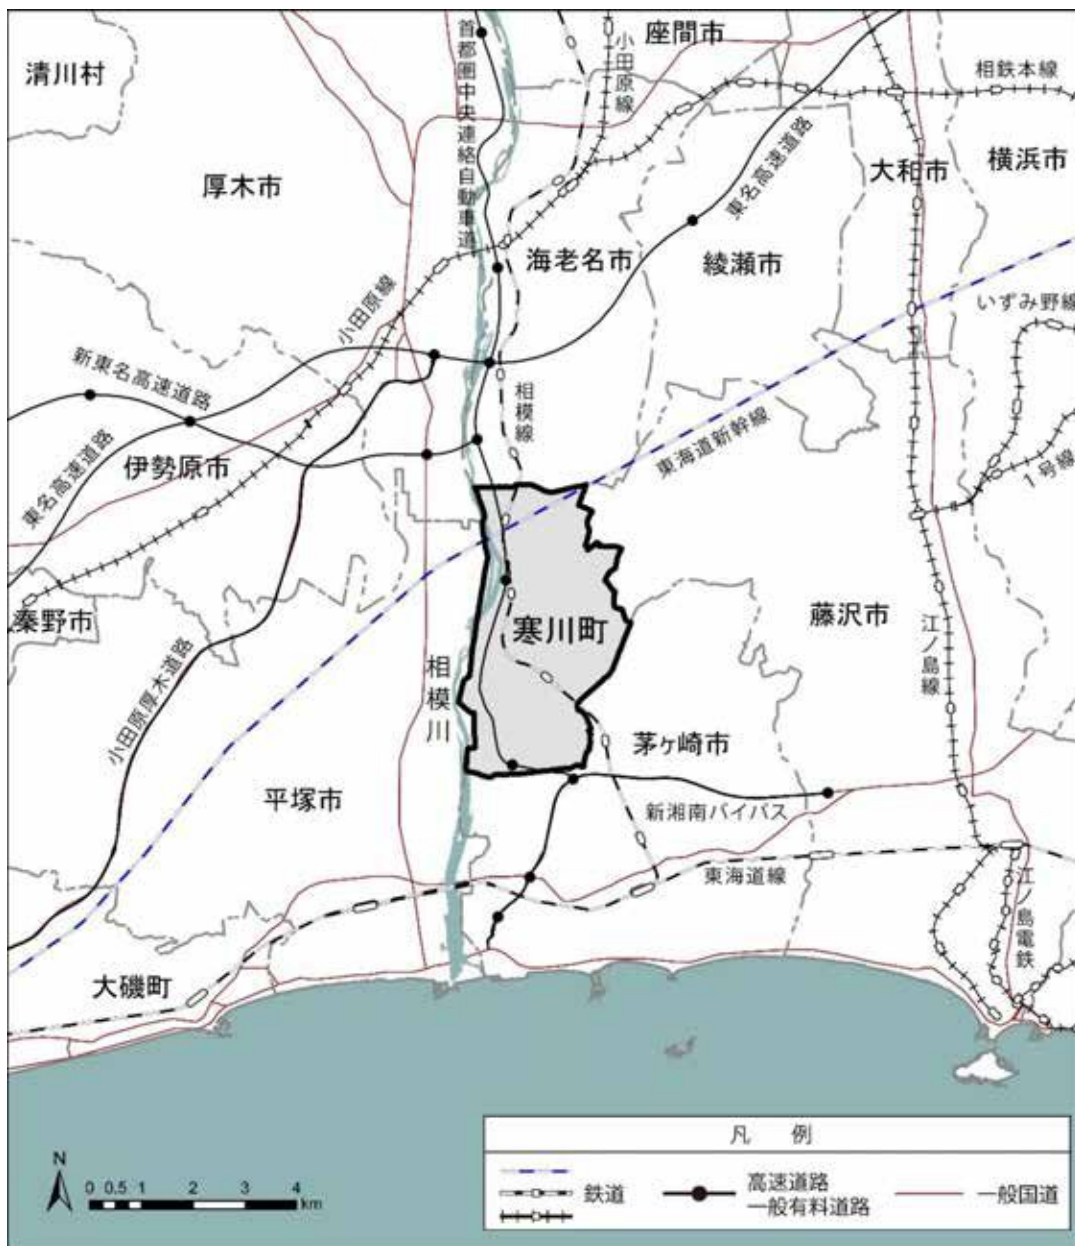 首都圏中央連絡自動車道
小田原線
座間市
清川村
相鉄本線
厚木市
東名高速道路
大和市
横浜市
海老名市
綾瀬市
小田原線
いずみ野線
新東名高速道路
相模線
東海道新幹線
東名高速道路
伊勢原市
1号線
秦野市
寒川町
藤沢市
江ノ島線
小田原厚木道路
相模川
茅ヶ崎市
平塚市
新湘南バイパス
東海道線
江ノ島電鉄
大磯町
凡 例
鉄道
高速道路
一般有料道路
一般国道
N
0 0.5 1 2 3 4
km